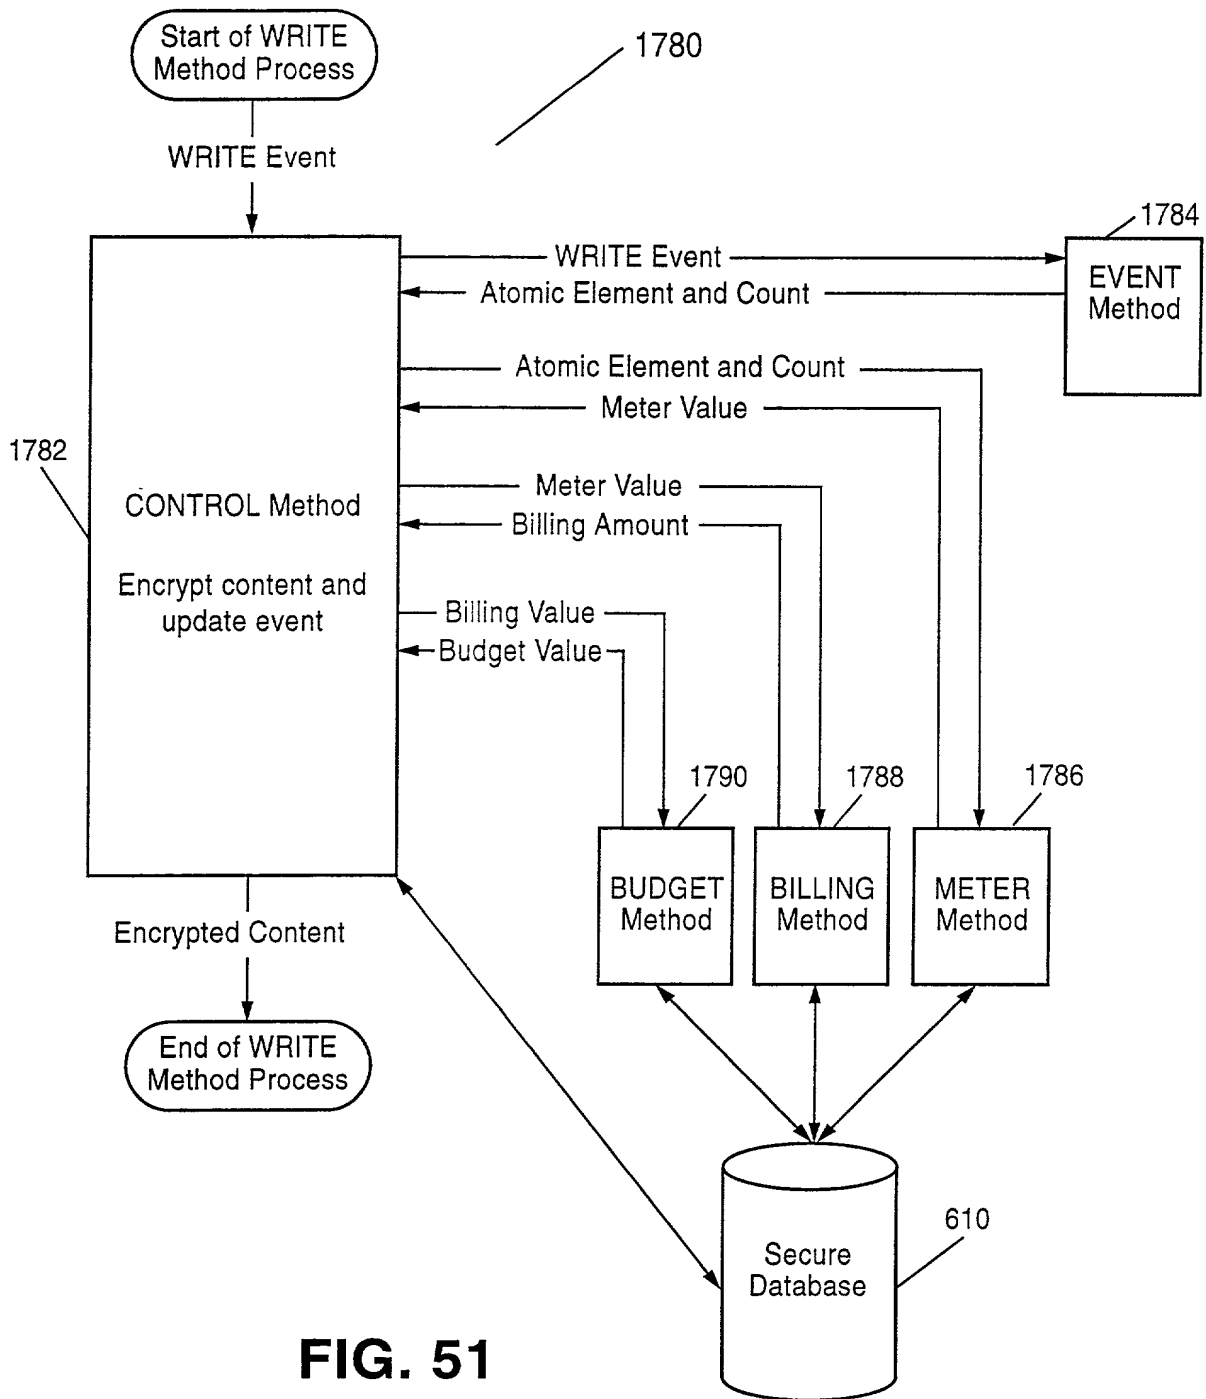 Start of WRITE
Method Process
1780
WRITE Event
1784
WRITE Event
EVENT
Method
Atomic Element and Count
Atomic Element and Count
Meter Value
1782
CONTROL Method
Encrypt content and
update event
Meter Value
Billing Amount
Billing Value
Budget Value
1790
1788
1786
BUDGET
Method
BILLING
Method
METER
Method
Encrypted Content
End of WRITE
Method Process
610
Secure
Database
FIG. 51